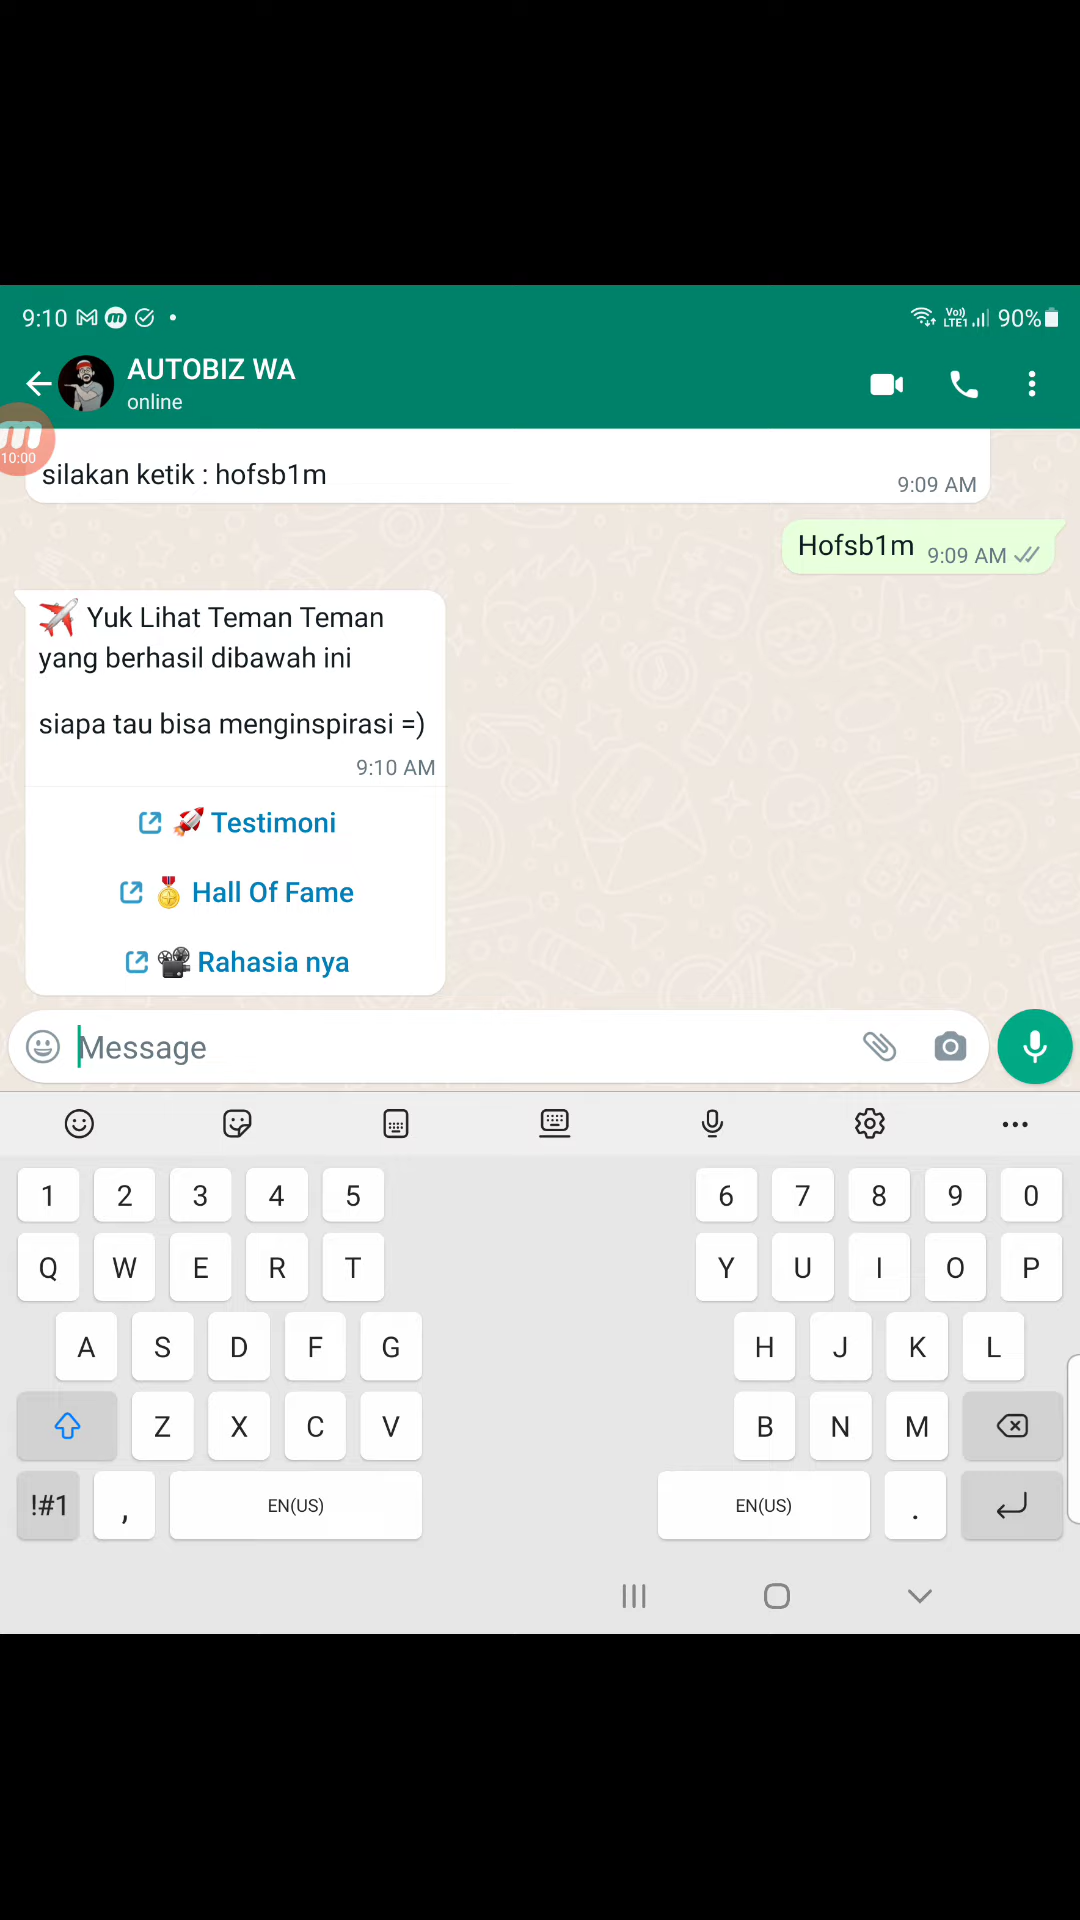 9:10
Vo)) LTE1 90%
AUTOBIZ WA
online
10:00
silakan ketik : hofsb1m
9:09 AM
Hofsb1m 9:09 AM
Yuk Lihat Teman Teman
yang berhasil dibawah ini
siapa tau bisa menginspirasi =)
9:10 AM
Testimoni
Hall Of Fame
Rahasia nya
Message
1 2 3 4 5 6 7 8 9 0
Q W E R T Y U I O P
A S D F G H J K L
Z X C V B N M
!#1 , EN(US) EN(US) .